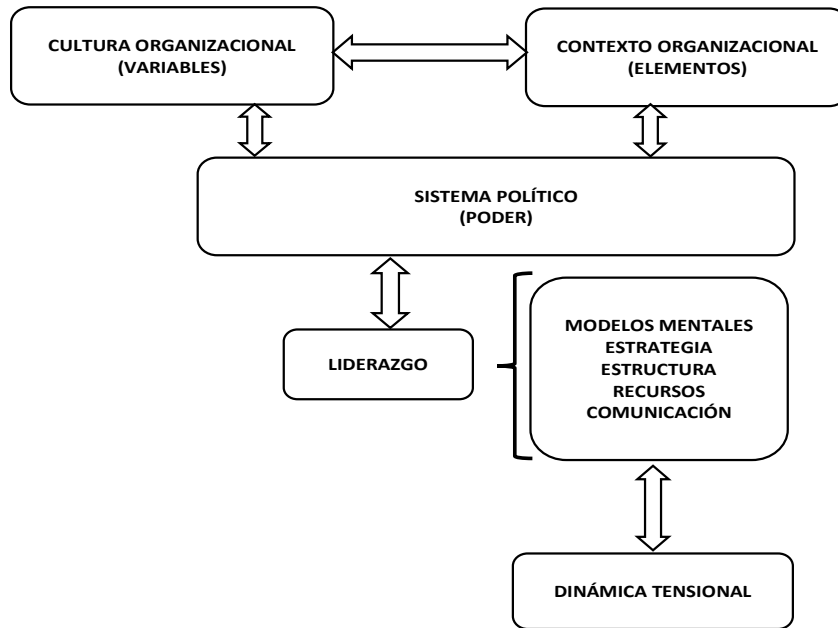 CULTURA ORGANIZACIONAL
(VARIABLES)
CONTEXTO ORGANIZACIONAL
(ELEMENTOS)
SISTEMA POLÍTICO
(PODER)
LIDERAZGO
MODELOS MENTALES
ESTRATEGIA
ESTRUCTURA
RECURSOS
COMUNICACIÓN
DINÁMICA TENSIONAL